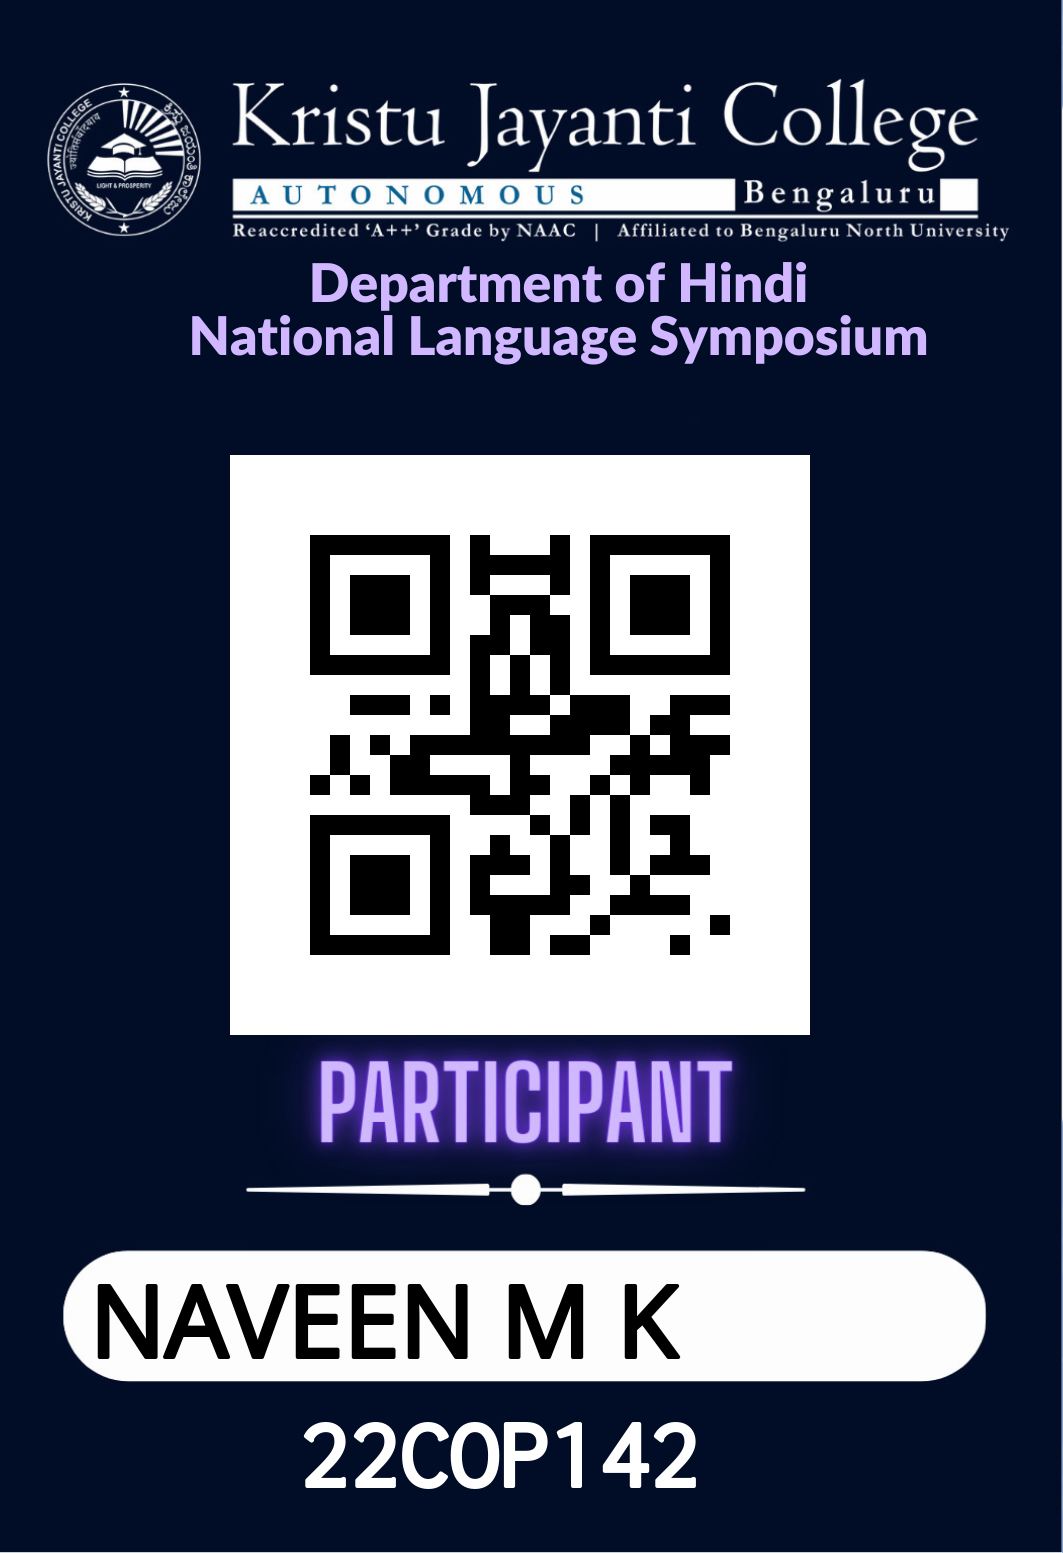 Kristu Jayanti College
AUTONOMOUS Bengaluru
Reaccredited ‘A++’ Grade by NAAC | Affiliated to Bengaluru North University
KRISTU JAYANTI COLLEGE
LIGHT & PROSPERITY
Department of Hindi
National Language Symposium
PARTICIPANT
NAVEEN M K
22COP142